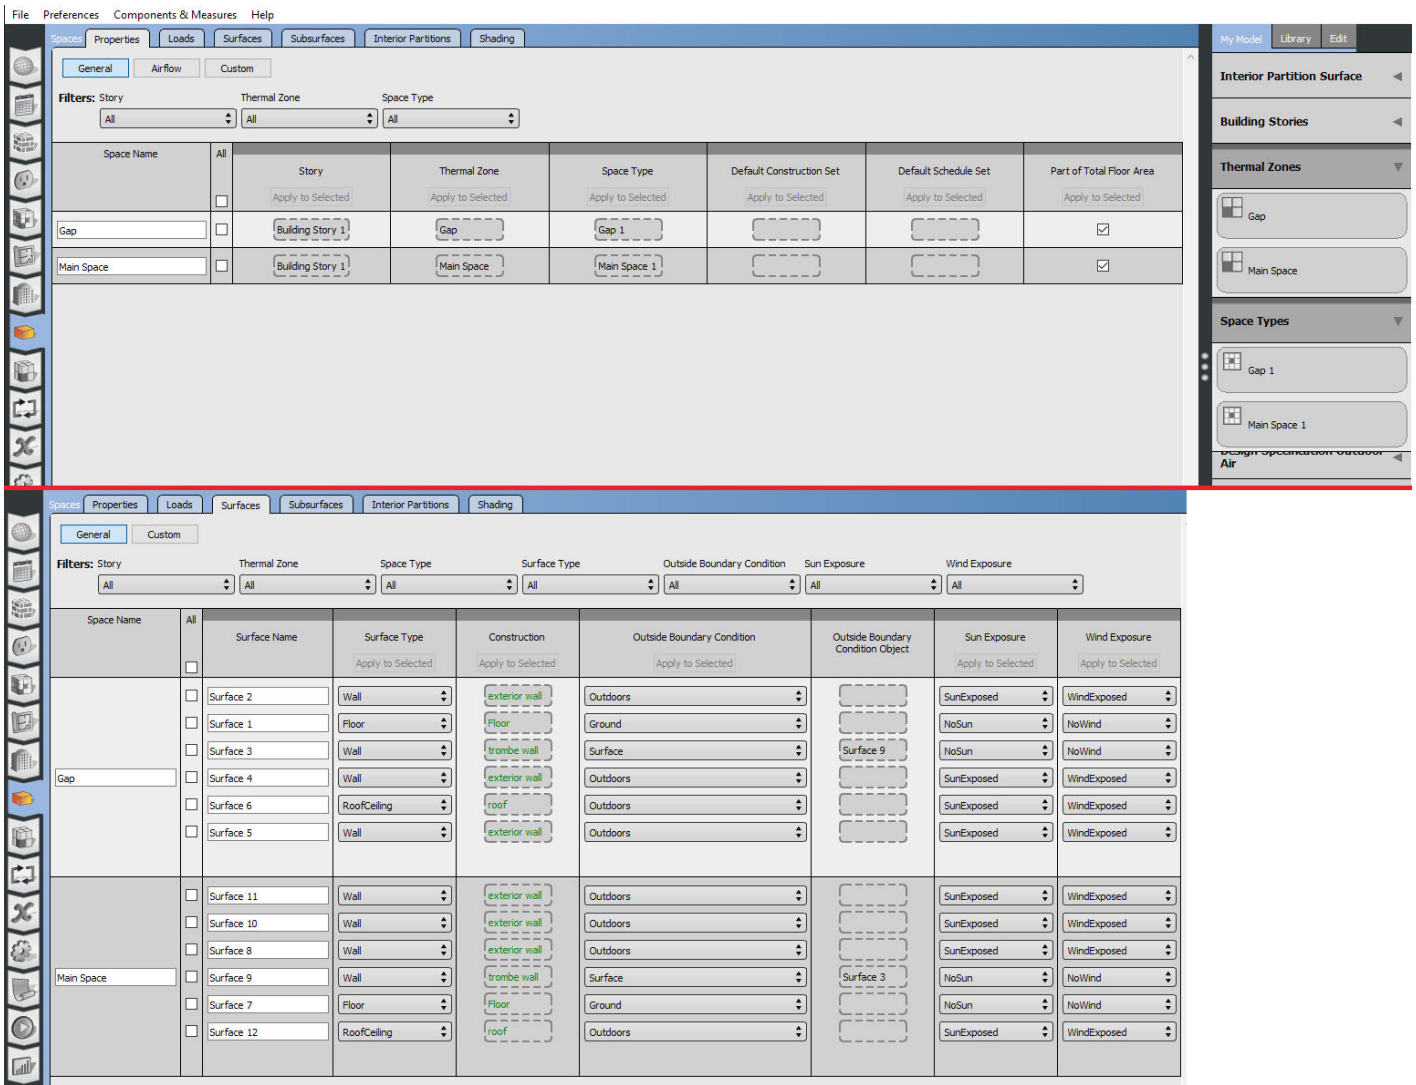 File Preferences Components & Measures Help
Spaces Properties Loads Surfaces Subsurfaces Interior Partitions Shading
My Model Library Edit
General Airflow Custom
Interior Partition Surface
Filters: Story Thermal Zone Space Type
All All All
Building Stories
Space Name All
Story Thermal Zone Space Type Default Construction Set Default Schedule Set Part of Total Floor Area
Apply to Selected Apply to Selected Apply to Selected Apply to Selected Apply to Selected Apply to Selected
Gap Building Story 1 Gap Gap 1
Main Space Building Story 1 Main Space Main Space 1
Thermal Zones
Gap
Main Space
Space Types
Gap 1
Main Space 1
Design Specification Outdoor
Air
Spaces Properties Loads Surfaces Subsurfaces Interior Partitions Shading
General Custom
Filters: Story Thermal Zone Space Type Surface Type Outside Boundary Condition Sun Exposure Wind Exposure
All All All All All All All
Space Name All
Surface Name Surface Type Construction Outside Boundary Condition Outside Boundary Sun Exposure Wind Exposure
Condition Object
Apply to Selected Apply to Selected Apply to Selected Apply to Selected Apply to Selected
Surface 2 Wall exterior wall Outdoors SunExposed WindExposed
Surface 1 Floor Floor Ground NoSun NoWind
Surface 3 Wall trombe wall Surface Surface 9 NoSun NoWind
Gap Surface 4 Wall exterior wall Outdoors SunExposed WindExposed
Surface 6 RoofCeiling roof Outdoors SunExposed WindExposed
Surface 5 Wall exterior wall Outdoors SunExposed WindExposed
Surface 11 Wall exterior wall Outdoors SunExposed WindExposed
Surface 10 Wall exterior wall Outdoors SunExposed WindExposed
Surface 8 Wall exterior wall Outdoors SunExposed WindExposed
Main Space Surface 9 Wall trombe wall Surface Surface 3 NoSun NoWind
Surface 7 Floor Floor Ground NoSun NoWind
Surface 12 RoofCeiling roof Outdoors SunExposed WindExposed